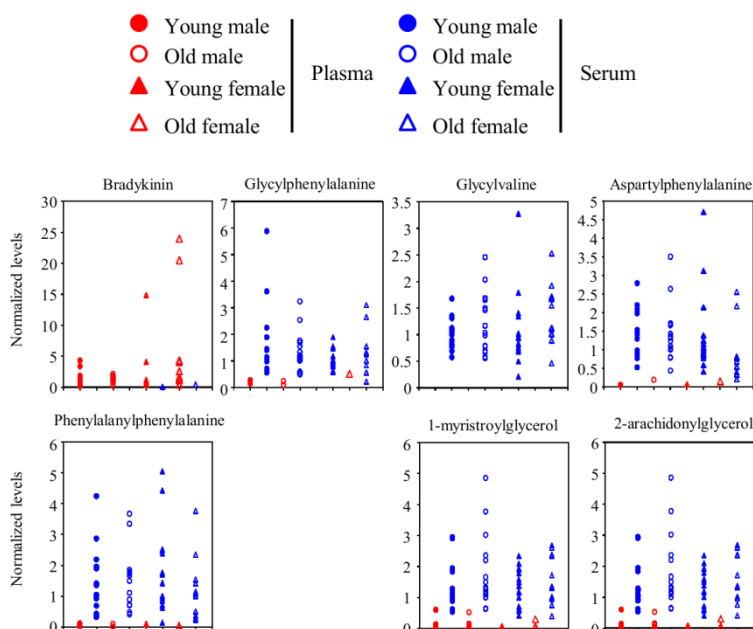 Young male
Old male
Young female
Old female
Plasma
Young male
Old male
Young female
Old female
Serum
Bradykinin
Glycylphenylalanine
Glycylvaline
Aspartylphenylalanine
Normalized levels
30
25
20
15
10
5
0
7
6
5
4
3
2
1
0
3.5
3
2.5
2
1.5
1
0.5
0
5
4.5
4
3.5
3
2.5
2
1.5
1
0.5
0
Phenylalanylphenylalanine
1-myristroylglycerol
2-arachidonylglycerol
Normalized levels
6
5
4
3
2
1
0
6
5
4
3
2
1
0
6
5
4
3
2
1
0